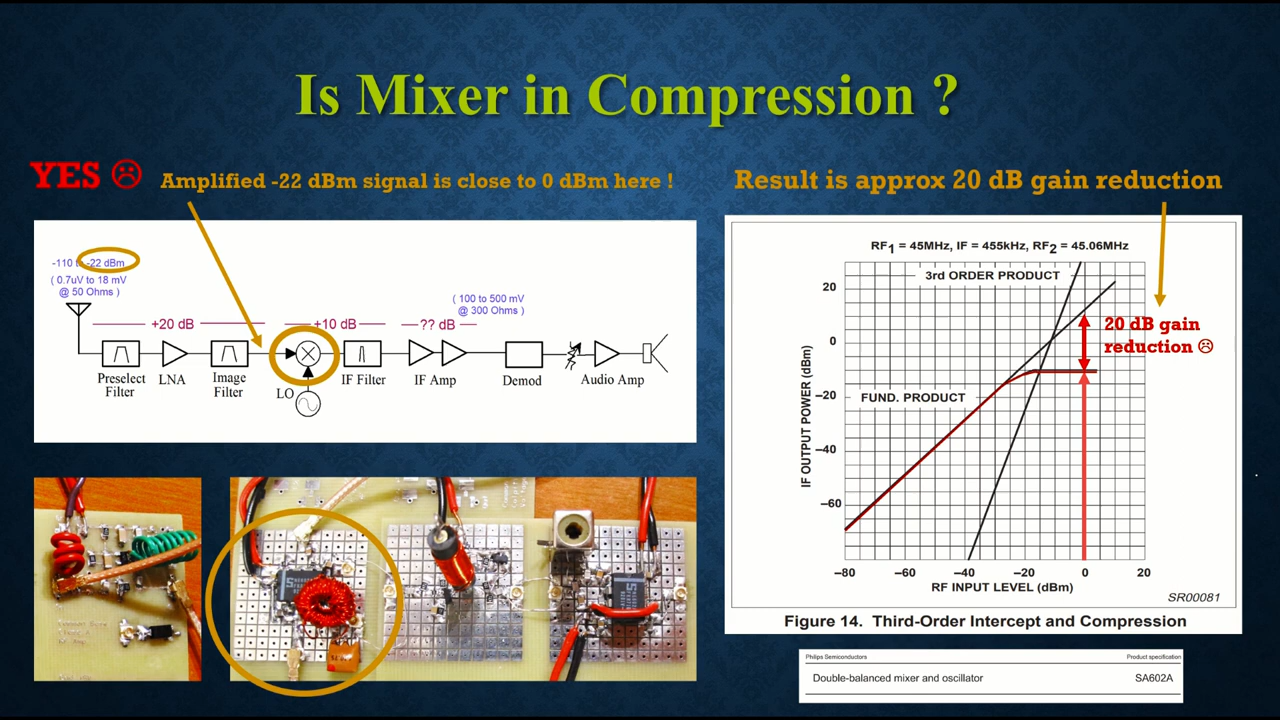 Is Mixer in Compression ?
YES ☹
Amplified -22 dBm signal is close to 0 dBm here !
Result is approx 20 dB gain reduction
-110 to -22 dBm
( 0.7uV to 18 mV
@ 50 Ohms )
( 100 to 500 mV
@ 300 Ohms )
+20 dB
+10 dB
?? dB
Preselect
Filter
LNA
Image
Filter
LO
IF Filter
IF Amp
Demod
Audio Amp
RF1 = 45MHz, IF = 455kHz, RF2 = 45.06MHz
3rd ORDER PRODUCT
FUND. PRODUCT
20 dB gain
reduction ☹
IF OUTPUT POWER (dBm)
20
0
–20
–40
–60
–80
–60
–40
–20
0
20
RF INPUT LEVEL (dBm)
SR00081
Figure 14. Third-Order Intercept and Compression
Philips Semiconductors
Product specification
Double-balanced mixer and oscillator
SA602A